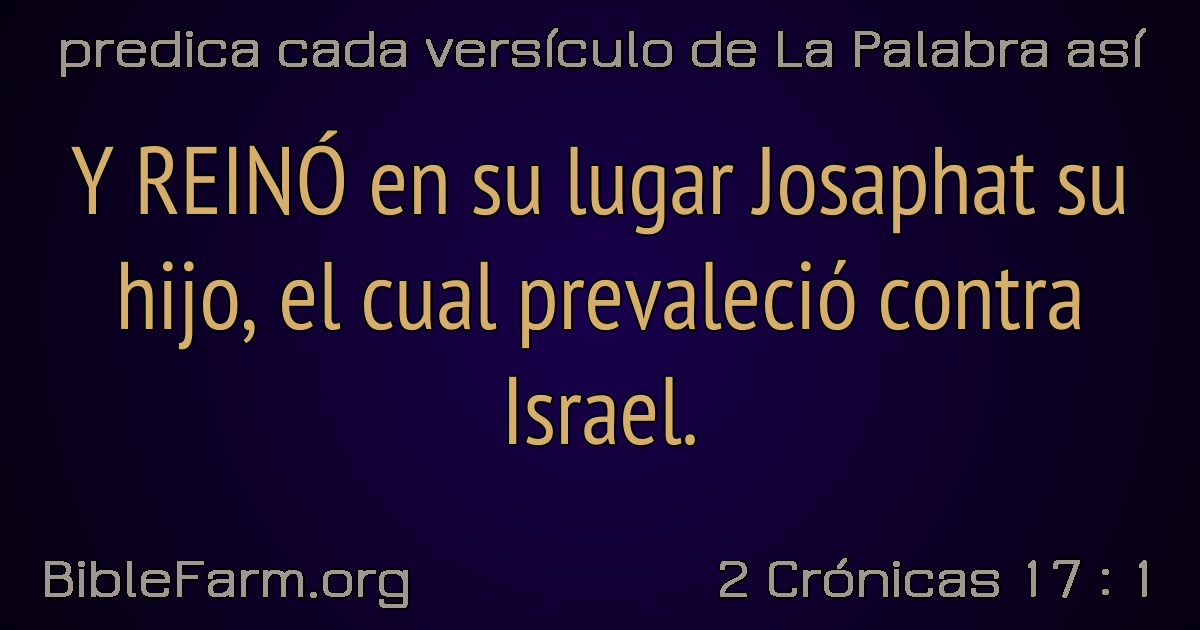 predica cada versículo de La Palabra así
Y REINÓ en su lugar Josaphat su
hijo, el cual prevaleció contra
Israel.
BibleFarm.org
2 Crónicas 17 : 1